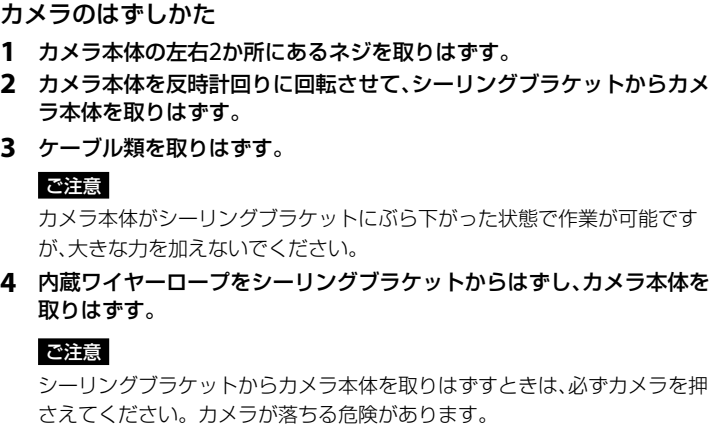 カメラのはずしかた
1 カメラ本体の左右2か所にあるネジを取りはずす。
2 カメラ本体を反時計回りに回転させて、シーリングブラケットからカメ
ラ本体を取りはずす。
3 ケーブル類を取りはずす。
ご注意
カメラ本体がシーリングブラケットにぶら下がった状態で作業が可能です
が、大きな力を加えないでください。
4 内蔵ワイヤーロープをシーリングブラケットからはずし、カメラ本体を
取りはずす。
ご注意
シーリングブラケットからカメラ本体を取りはずすときは、必ずカメラを押
さえてください。カメラが落ちる危険があります。